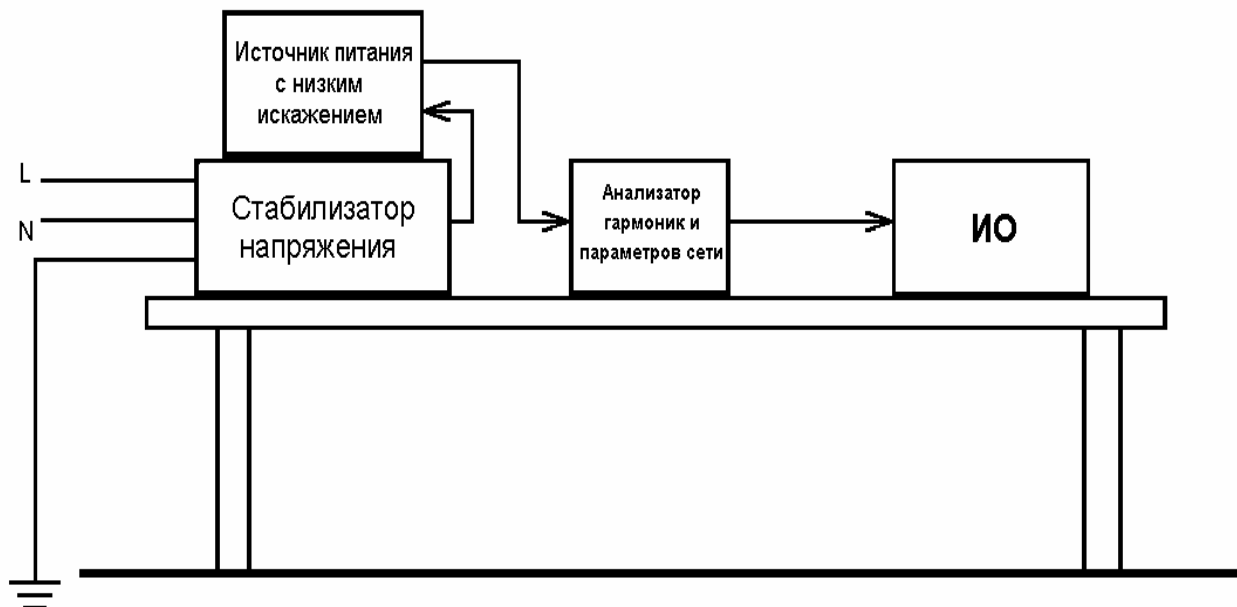 Источник питания
с низким
искажением
L
N
Стабилизатор
напряжения
Анализатор
гармоник и
параметров сети
ИО